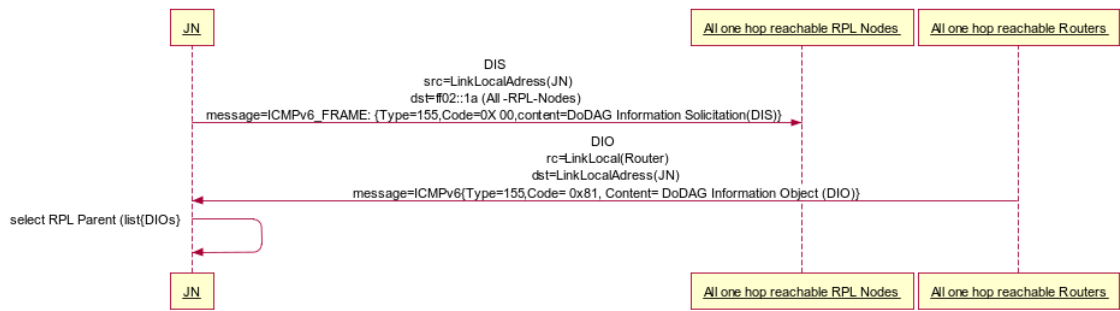 JN
All one hop reachable RPL Nodes
All one hop reachable Routers
DIS
src=LinkLocalAdress(JN)
dst=ff02::1a (All -RPL-Nodes)
message=ICMPv6_FRAME: {Type=155,Code=0X 00,content=DoDAG Information Solicitation(DIS)}
DIO
rc=LinkLocal(Router)
dst=LinkLocalAdress(JN)
message=ICMPv6{Type=155,Code= 0x81, Content= DoDAG Information Object (DIO)}
select RPL Parent (list{DIOs}
JN
All one hop reachable RPL Nodes
All one hop reachable Routers